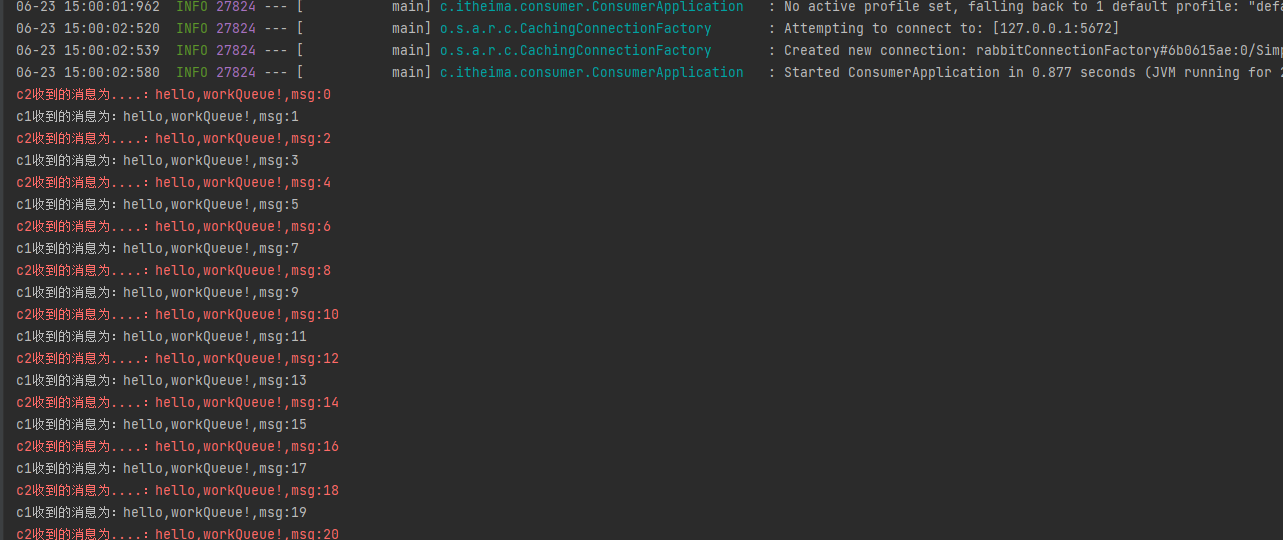 06-23 15:00:01:962  INFO 27824 --- [           main] c.itheima.consumer.ConsumerApplication   : No active profile set, falling back to 1 default profile: "defa
06-23 15:00:02:520  INFO 27824 --- [           main] o.s.a.r.c.CachingConnectionFactory       : Attempting to connect to: [127.0.0.1:5672]
06-23 15:00:02:539  INFO 27824 --- [           main] o.s.a.r.c.CachingConnectionFactory       : Created new connection: rabbitConnectionFactory#6b0615ae:0/Simp
06-23 15:00:02:580  INFO 27824 --- [           main] c.itheima.consumer.ConsumerApplication   : Started ConsumerApplication in 0.877 seconds (JVM running for 2
c2收到的消息为....：hello,workQueue!,msg:0
c1收到的消息为：hello,workQueue!,msg:1
c2收到的消息为....：hello,workQueue!,msg:2
c1收到的消息为：hello,workQueue!,msg:3
c2收到的消息为....：hello,workQueue!,msg:4
c1收到的消息为：hello,workQueue!,msg:5
c2收到的消息为....：hello,workQueue!,msg:6
c1收到的消息为：hello,workQueue!,msg:7
c2收到的消息为....：hello,workQueue!,msg:8
c1收到的消息为：hello,workQueue!,msg:9
c2收到的消息为....：hello,workQueue!,msg:10
c1收到的消息为：hello,workQueue!,msg:11
c2收到的消息为....：hello,workQueue!,msg:12
c1收到的消息为：hello,workQueue!,msg:13
c2收到的消息为....：hello,workQueue!,msg:14
c1收到的消息为：hello,workQueue!,msg:15
c2收到的消息为....：hello,workQueue!,msg:16
c1收到的消息为：hello,workQueue!,msg:17
c2收到的消息为....：hello,workQueue!,msg:18
c1收到的消息为：hello,workQueue!,msg:19
c2收到的消息为....：hello,workQueue!,msg:20